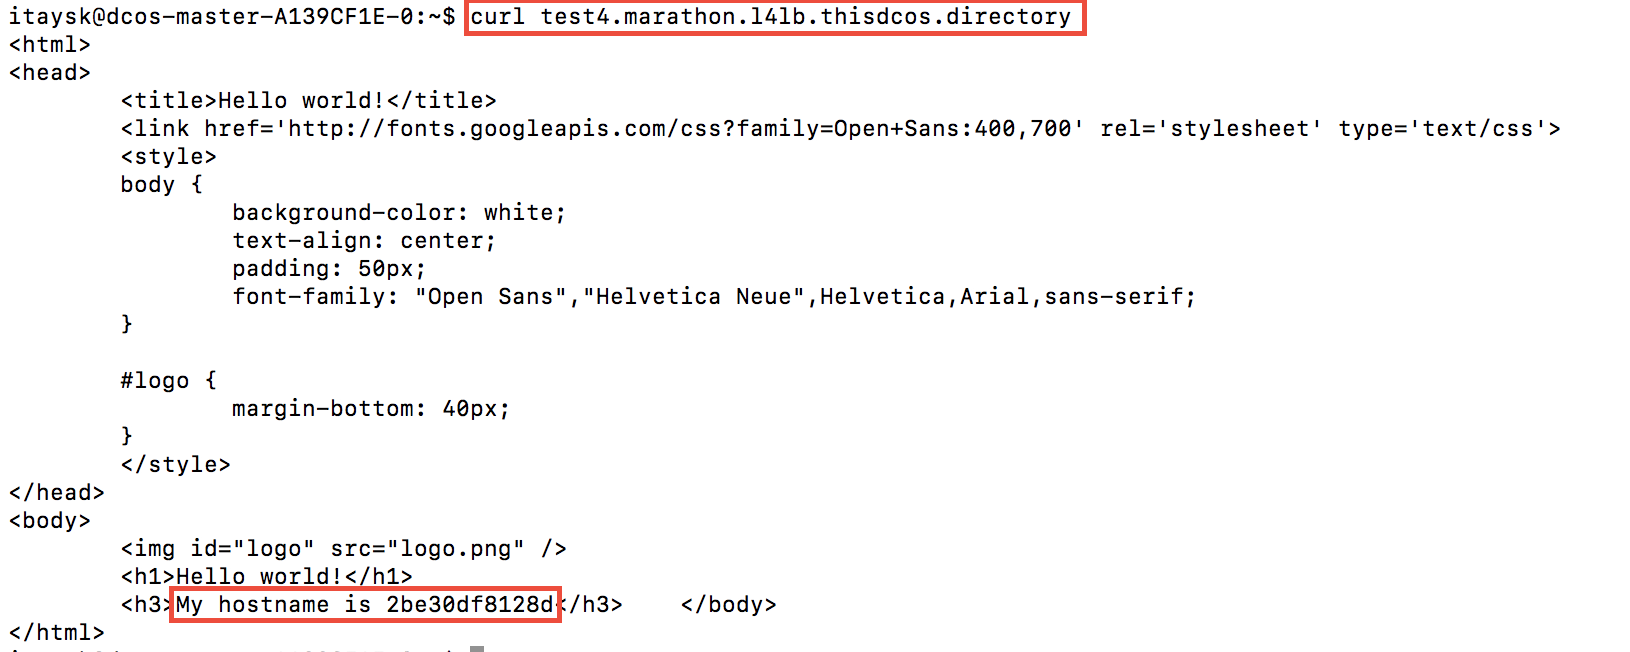 itaysk@dcos-master-A139CF1E-0:~$ curl test4.marathon.l4lb.thisdcos.directory
<html>
<head>
        <title>Hello world!</title>
        <link href='http://fonts.googleapis.com/css?family=Open+Sans:400,700' rel='stylesheet' type='text/css'>
        <style>
        body {
                background-color: white;
                text-align: center;
                padding: 50px;
                font-family: "Open Sans","Helvetica Neue",Helvetica,Arial,sans-serif;
        }
        #logo {
                margin-bottom: 40px;
        }
        </style>
</head>
<body>
        <img id="logo" src="logo.png" />
        <h1>Hello world!</h1>
        <h3>My hostname is 2be30df8128d</h3>    </body>
</html>